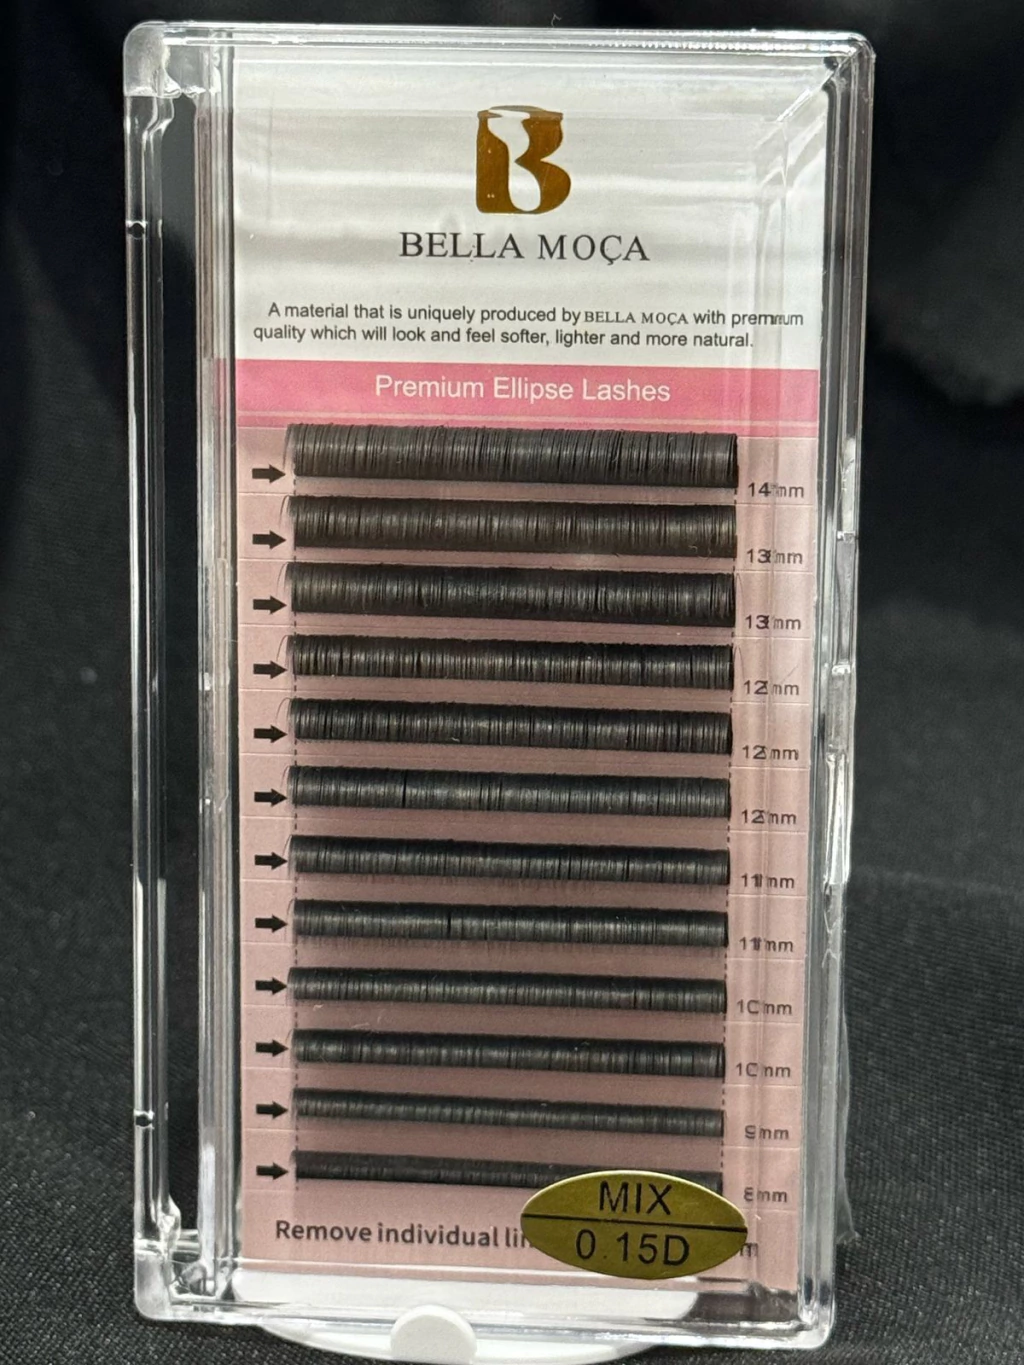 B
BELLA MOÇA
A material that is uniquely produced by BELLA MOÇA with premium
quality which will look and feel softer, lighter and more natural.
Premium Ellipse Lashes
14mm
13mm
13mm
12mm
12mm
12mm
11mm
11mm
10mm
10mm
9mm
8mm
Remove individual
MIX
0.15D